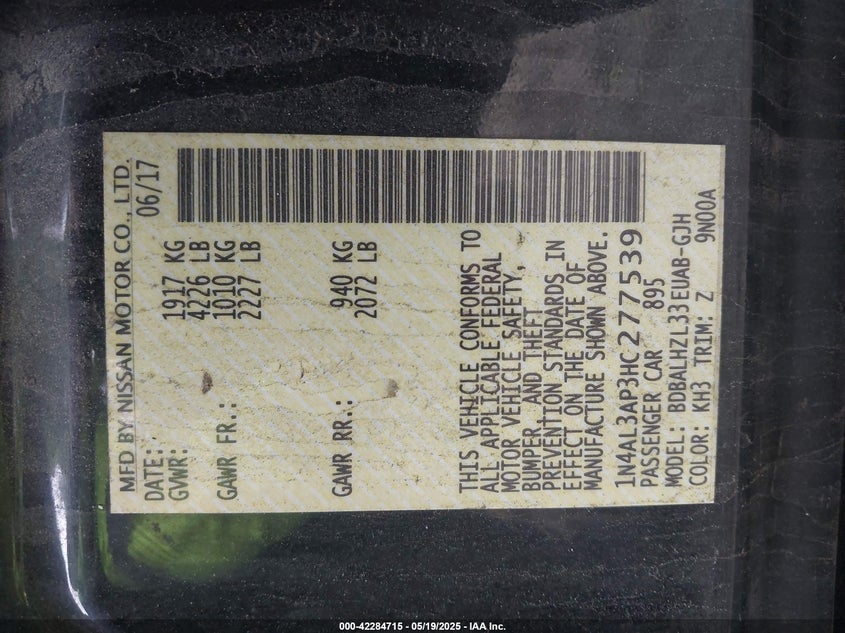 MFD BY NISSAN MOTOR CO., LTD.
DATE: 06/17
GVWR: 1917 KG
4226 LB
GAWR FR.: 1010 KG
2227 LB
GAWR RR.: 940 KG
2072 LB
THIS VEHICLE CONFORMS TO
ALL APPLICABLE FEDERAL
MOTOR VEHICLE SAFETY,
BUMPER AND THEFT
PREVENTION STANDARDS IN
EFFECT ON THE DATE OF
MANUFACTURE SHOWN ABOVE.
1N4AL3AP3HC277539
PASSENGER CAR 895
MODEL: BDBALHZL33EUAB-GJH
COLOR: KH3 TRIM: Z 9N00A
000-42284715 - 05/19/2025 - IAA Inc.